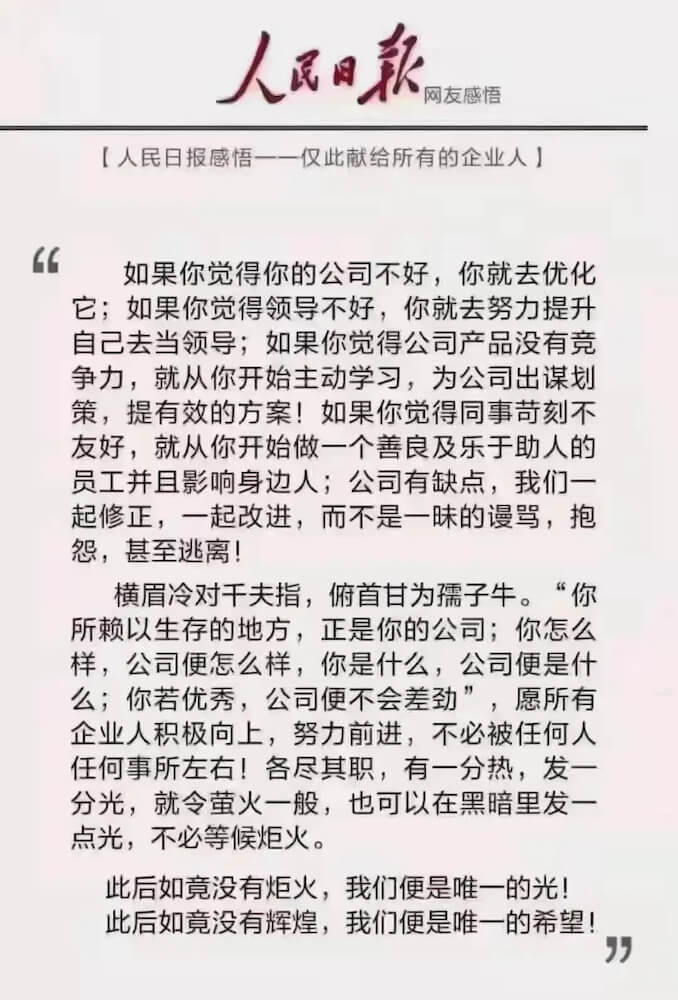 人民日报 网友感悟
【人民日报感悟——仅此献给所有的企业人】
“
如果你觉得你的公司不好，你就去优化
它；如果你觉得领导不好，你就去努力提升
自己去当领导；如果你觉得公司产品没有竞
争力，就从你开始主动学习，为公司出谋划
策，提有效的方案！如果你觉得同事苛刻不
友好，就从你开始做一个善良及乐于助人的
员工并且影响身边人；公司有缺点，我们一
起修正，一起改进，而不是一昧的谩骂，抱
怨，甚至逃离！
横眉冷对千夫指，俯首甘为孺子牛。“你
所赖以生存的地方，正是你的公司；你怎么
样，公司便怎么样，你是什么，公司便是什
么；你若优秀，公司便不会差劲”，愿所有
企业人积极向上，努力前进，不必被任何人
任何事所左右！各尽其职，有一分热，发一
分光，就令萤火一般，也可以在黑暗里发一
点光，不必等候炬火。
此后如竟没有炬火，我们便是唯一的光！
此后如竟没有辉煌，我们便是唯一的希望！
”